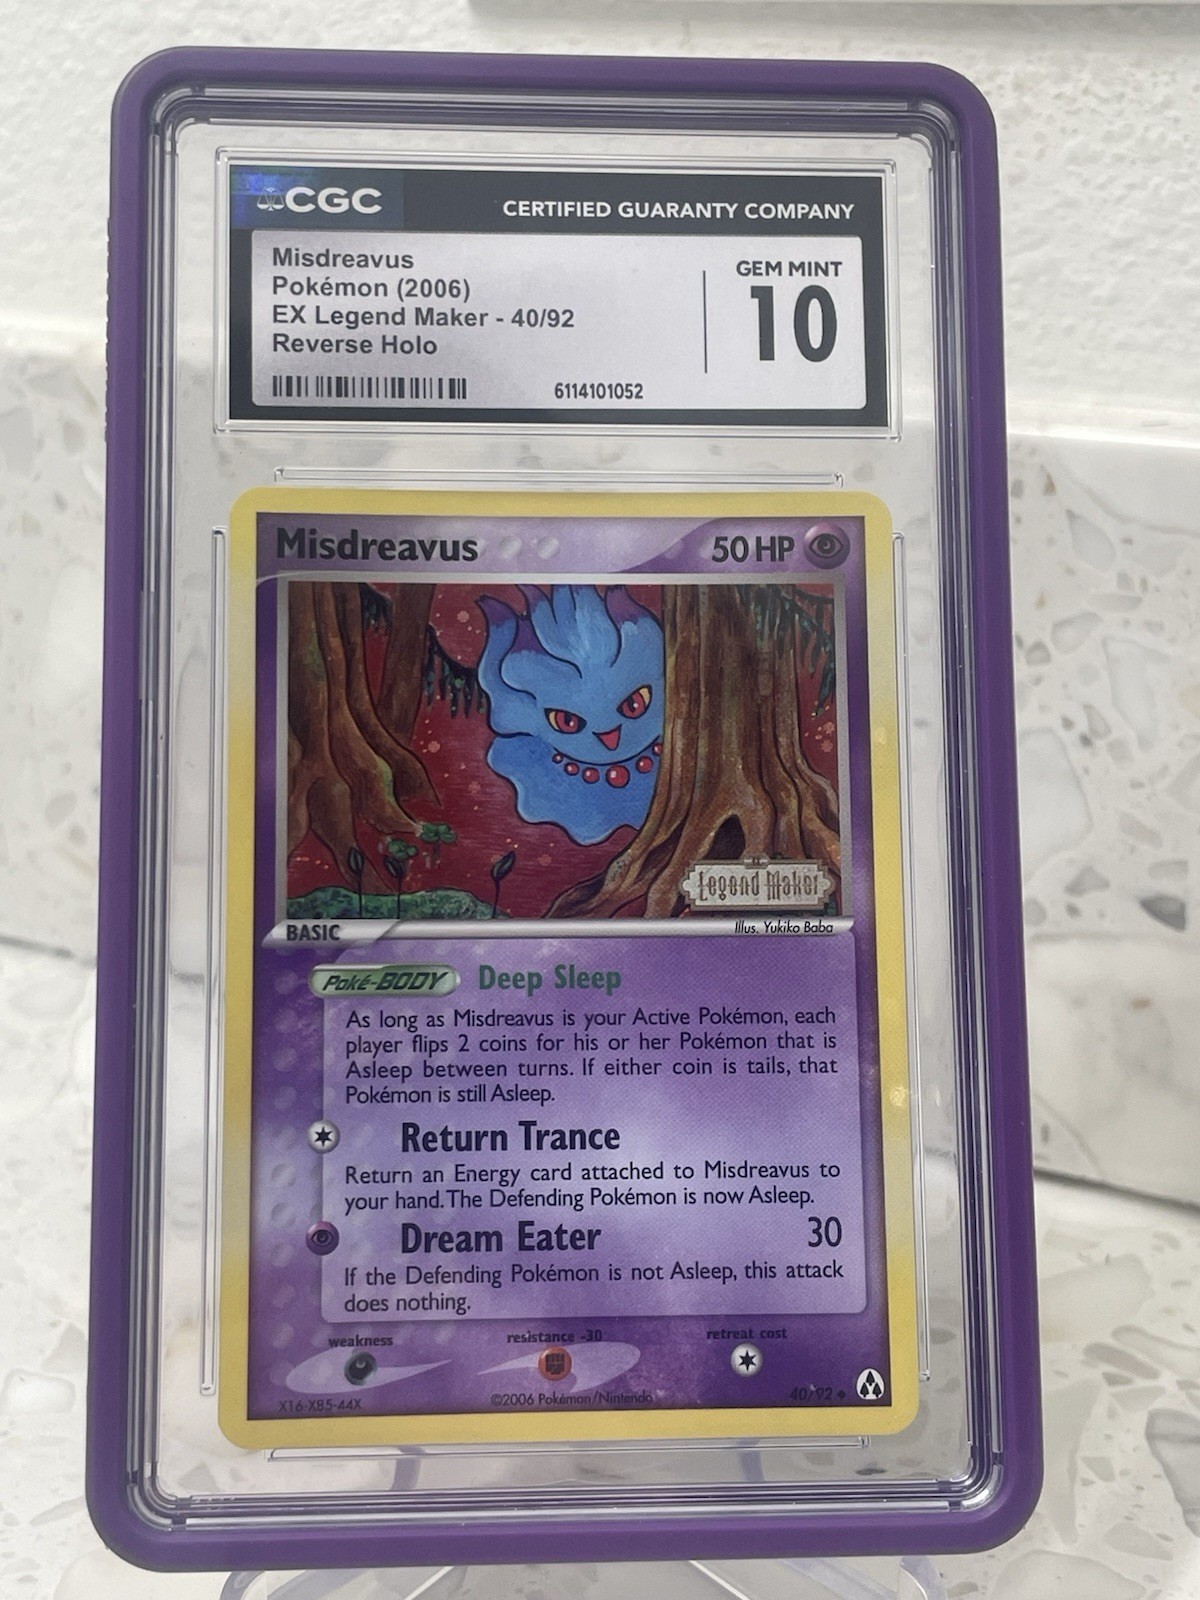 CGC
CERTIFIED GUARANTY COMPANY
Misdreavus
Pokémon (2006)
EX Legend Maker - 40/92
Reverse Holo
GEM MINT
10
6114101052
Misdreavus
50 HP
Legend Maker
BASIC
Illus. Yukiko Baba
Poké-BODY Deep Sleep
As long as Misdreavus is your Active Pokémon, each
player flips 2 coins for his or her Pokémon that is
Asleep between turns. If either coin is tails, that
Pokémon is still Asleep.
Return Trance
Return an Energy card attached to Misdreavus to
your hand. The Defending Pokémon is now Asleep.
Dream Eater 30
If the Defending Pokémon is not Asleep, this attack
does nothing.
weakness
resistance -30
retreat cost
X16-X85-44X
©2006 Pokémon/Nintendo
40/92